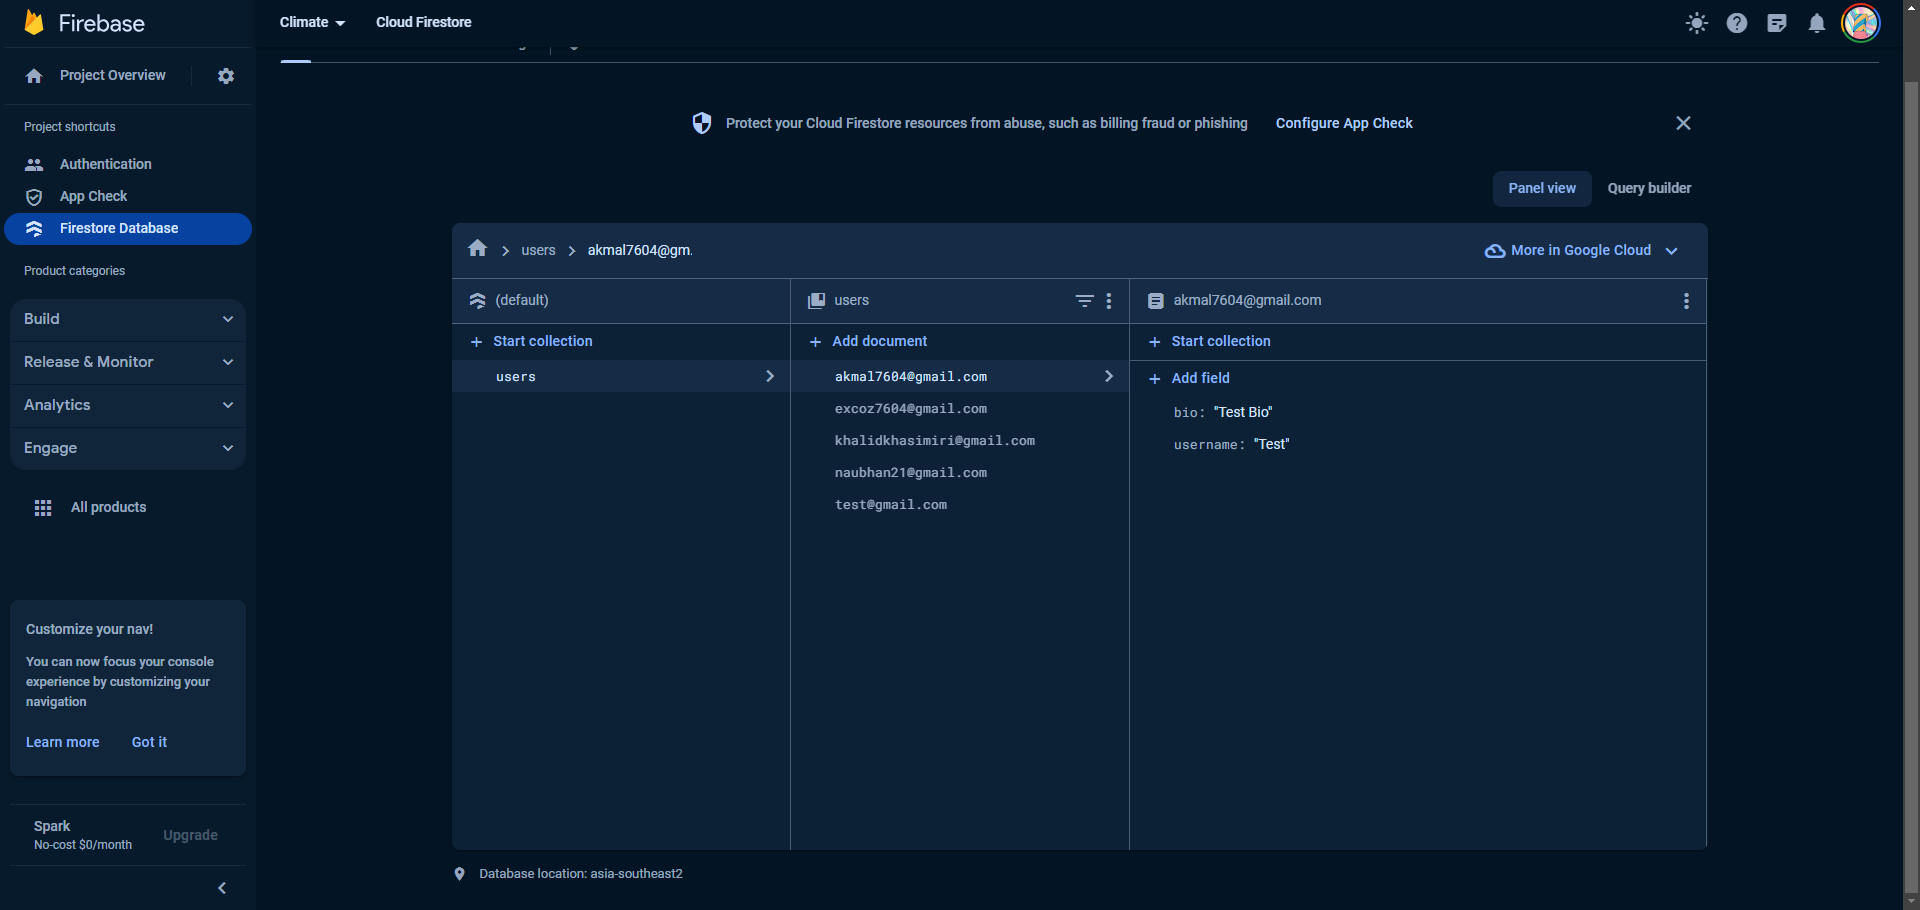 Firebase
Climate
Cloud Firestore
Project Overview
Project shortcuts
Authentication
App Check
Firestore Database
Product categories
Build
Release & Monitor
Analytics
Engage
All products
Customize your nav!
You can now focus your console
experience by customizing your
navigation
Learn more Got it
Spark
No-cost $0/month
Upgrade
Protect your Cloud Firestore resources from abuse, such as billing fraud or phishing Configure App Check
Panel view Query builder
users akmal7604@gm.
More in Google Cloud
(default)
Start collection
users
users
Add document
akmal7604@gmail.com
excoz7604@gmail.com
khalidkhasimiri@gmail.com
naubhan21@gmail.com
test@gmail.com
akmal7604@gmail.com
Start collection
Add field
bio: "Test Bio"
username: "Test"
Database location: asia-southeast2